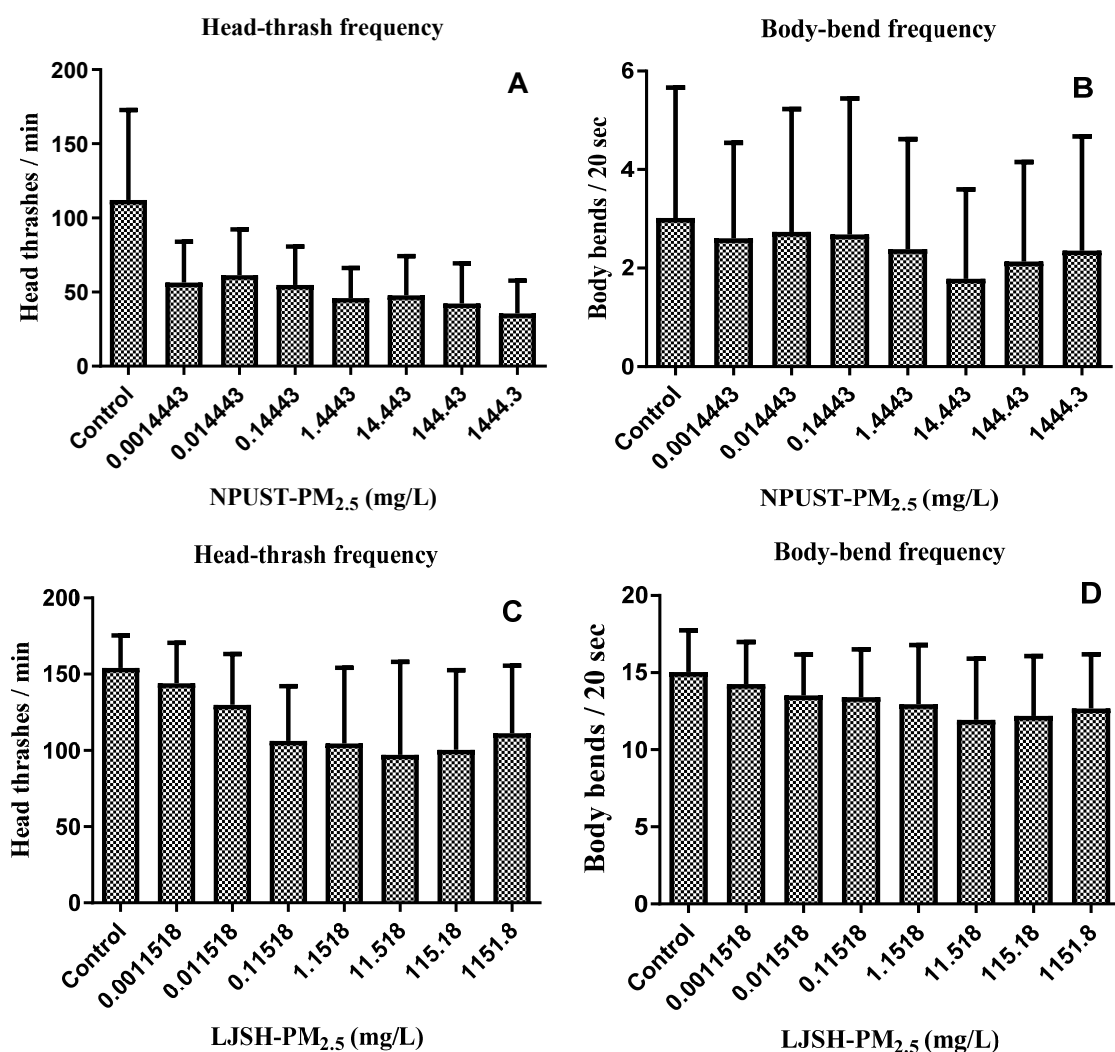 Head-thrash frequency
A
Head thrashes / min
200
150
100
50
0
Control
0.0014443
0.014443
0.14443
1.4443
14.443
144.43
1444.3
NPUST-PM2.5 (mg/L)
Body-bend frequency
B
Body bends / 20 sec
6
4
2
0
Control
0.0014443
0.014443
0.14443
1.4443
14.443
144.43
1444.3
NPUST-PM2.5 (mg/L)
Head-thrash frequency
C
Head thrashes / min
200
150
100
50
0
Control
0.0011518
0.011518
0.11518
1.1518
11.518
115.18
1151.8
LJSH-PM2.5 (mg/L)
Body-bend frequency
D
Body bends / 20 sec
20
15
10
5
0
Control
0.0011518
0.011518
0.11518
1.1518
11.518
115.18
1151.8
LJSH-PM2.5 (mg/L)